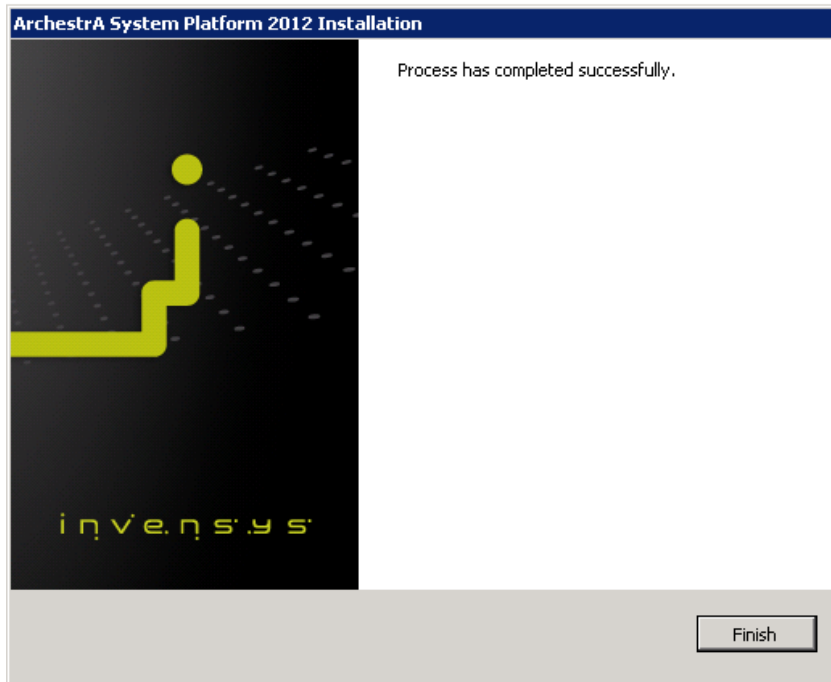 ArchestrA System Platform 2012 Installation
Process has completed successfully.
invensys
Finish